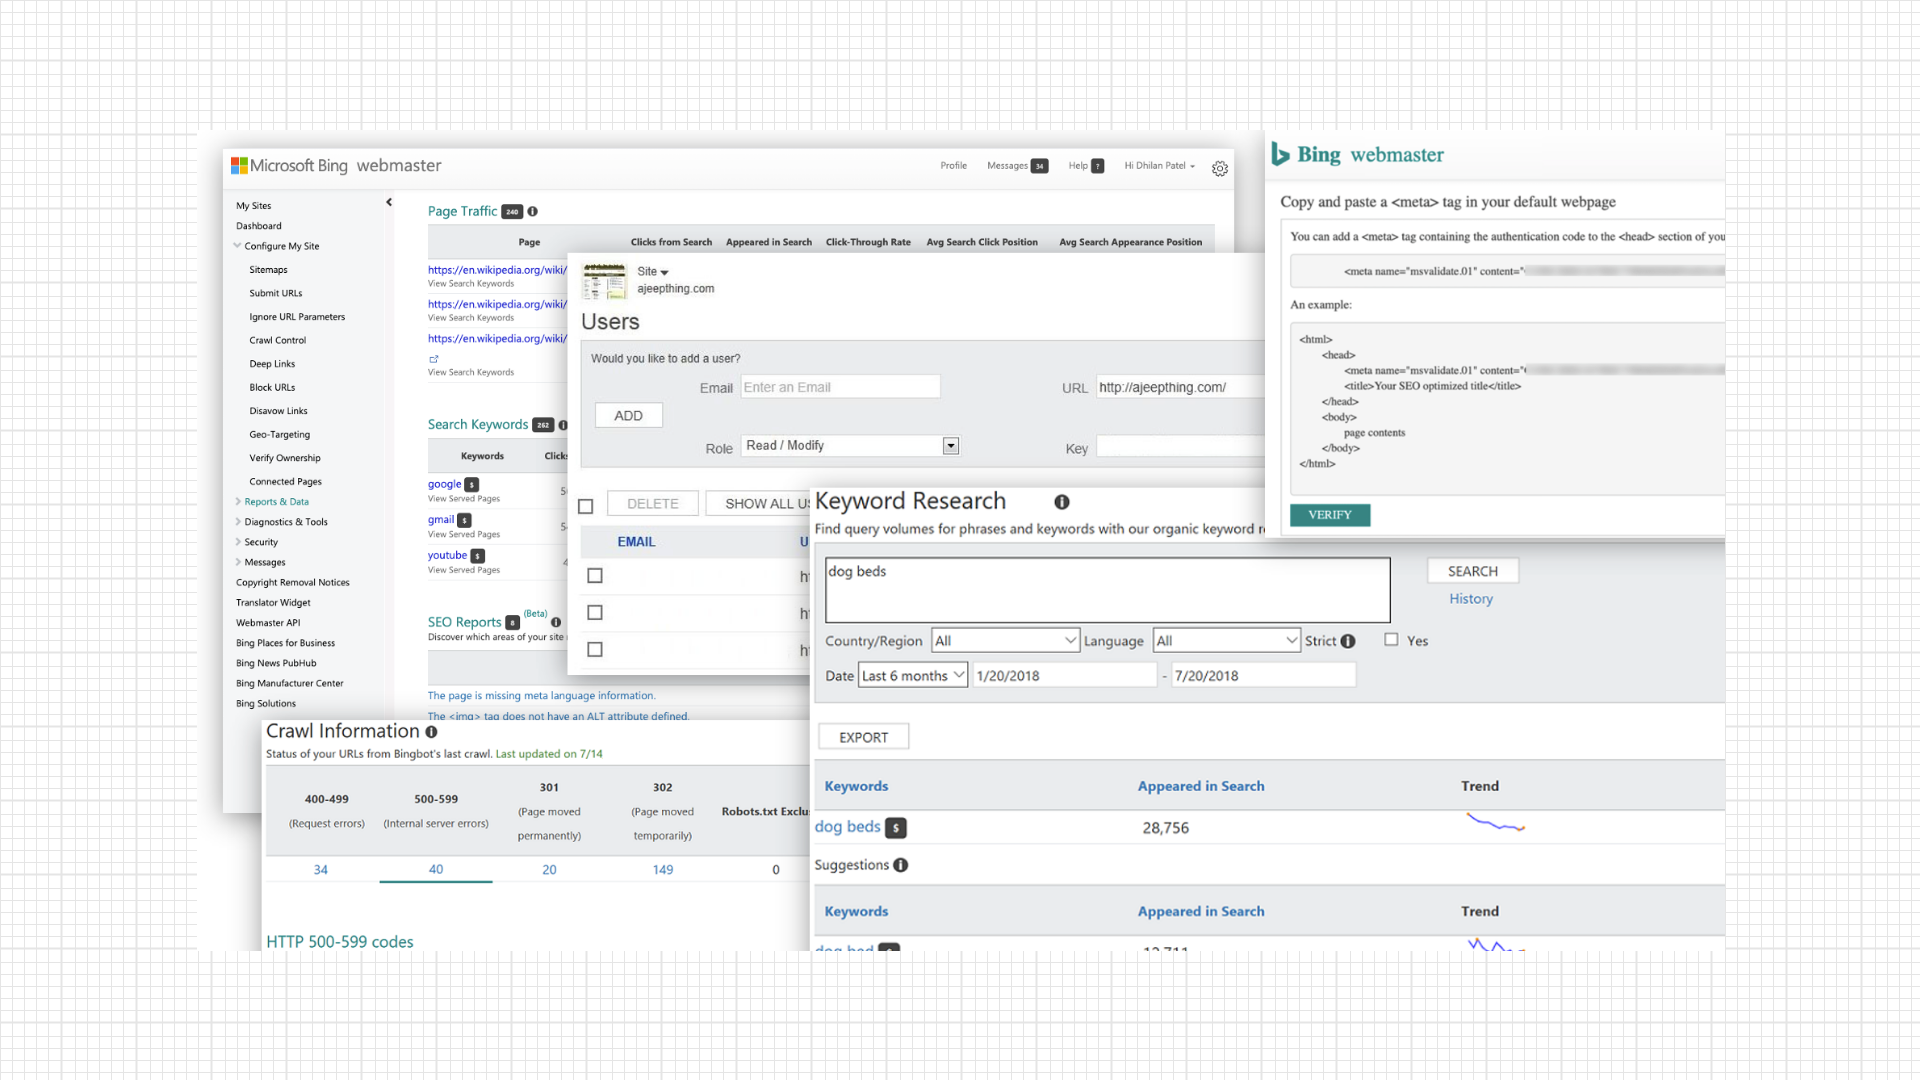 Microsoft Bing webmaster
Profile
Messages 34
Help ?
Hi Dhilan Patel
My Sites
Dashboard
Configure My Site
Sitemaps
Submit URLs
Ignore URL Parameters
Crawl Control
Deep Links
Block URLs
Disavow Links
Geo-Targeting
Verify Ownership
Connected Pages
Reports & Data
Diagnostics & Tools
Security
Messages
Copyright Removal Notices
Translator Widget
Webmaster API
Bing Places for Business
Bing News PubHub
Bing Manufacturer Center
Bing Solutions
Page Traffic 240
Page Clicks from Search Appeared in Search Click-Through Rate Avg Search Click Position Avg Search Appearance Position
https://en.wikipedia.org/wiki/
View Search Keywords
https://en.wikipedia.org/wiki/
View Search Keywords
https://en.wikipedia.org/wiki/
View Search Keywords
Search Keywords 262
Keywords
google $
View Served Pages
gmail $
View Served Pages
youtube $
View Served Pages
SEO Reports 8 (Beta)
Discover which areas of your site
The page is missing meta language information.
The <img> tag does not have an ALT attribute defined.
Site
ajeepthing.com
Users
Would you like to add a user?
Email Enter an Email
URL http://ajeepthing.com/
ADD
Role Read / Modify
Key
DELETE SHOW ALL
EMAIL
Bing webmaster
Copy and paste a <meta> tag in your default webpage
You can add a <meta> tag containing the authentication code to the <head> section of you
<meta name="msvalidate.01" content="
An example:
<html>
<head>
<meta name="msvalidate.01" content="
<title>Your SEO optimized title</title>
</head>
<body>
page contents
</body>
</html>
VERIFY
Keyword Research
Find query volumes for phrases and keywords with our organic keyword
dog beds
SEARCH
History
Country/Region All Language All Strict Yes
Date Last 6 months 1/20/2018 - 7/20/2018
EXPORT
Keywords Appeared in Search Trend
dog beds $ 28,756
Suggestions
Keywords Appeared in Search Trend
dog bed 12,711
Crawl Information
Status of your URLs from Bingbot's last crawl. Last updated on 7/14
400-499
(Request errors)
500-599
(Internal server errors)
301
(Page moved
permanently)
302
(Page moved
temporarily)
Robots.txt
34 40 20 149 0
HTTP 500-599 codes